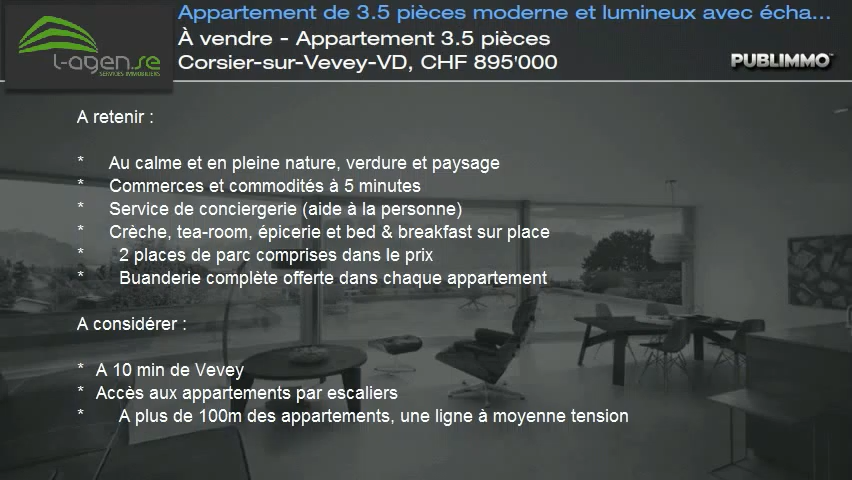 Appartement de 3.5 pièces moderne et lumineux avec écha...
À vendre - Appartement 3.5 pièces
Corsier-sur-Vevey-VD, CHF 895'000
L-agen.se
SERVICES IMMOBILIERS
PUBLIMMO™
A retenir :
* Au calme et en pleine nature, verdure et paysage
* Commerces et commodités à 5 minutes
* Service de conciergerie (aide à la personne)
* Crèche, tea-room, épicerie et bed & breakfast sur place
* 2 places de parc comprises dans le prix
* Buanderie complète offerte dans chaque appartement
A considérer :
* A 10 min de Vevey
* Accès aux appartements par escaliers
* A plus de 100m des appartements, une ligne à moyenne tension